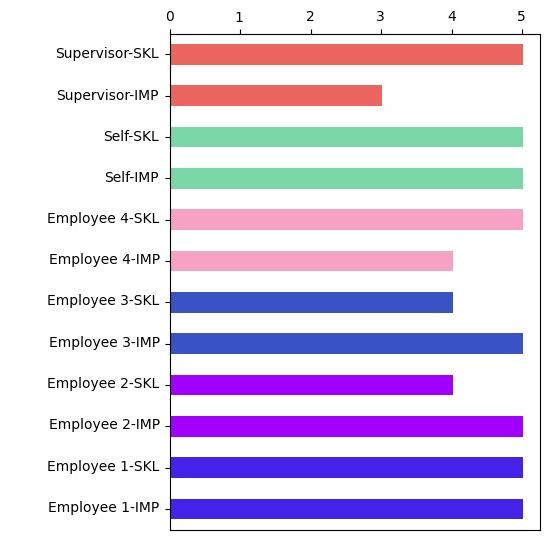 0 1 2 3 4 5
Supervisor-SKL
Supervisor-IMP
Self-SKL
Self-IMP
Employee 4-SKL
Employee 4-IMP
Employee 3-SKL
Employee 3-IMP
Employee 2-SKL
Employee 2-IMP
Employee 1-SKL
Employee 1-IMP